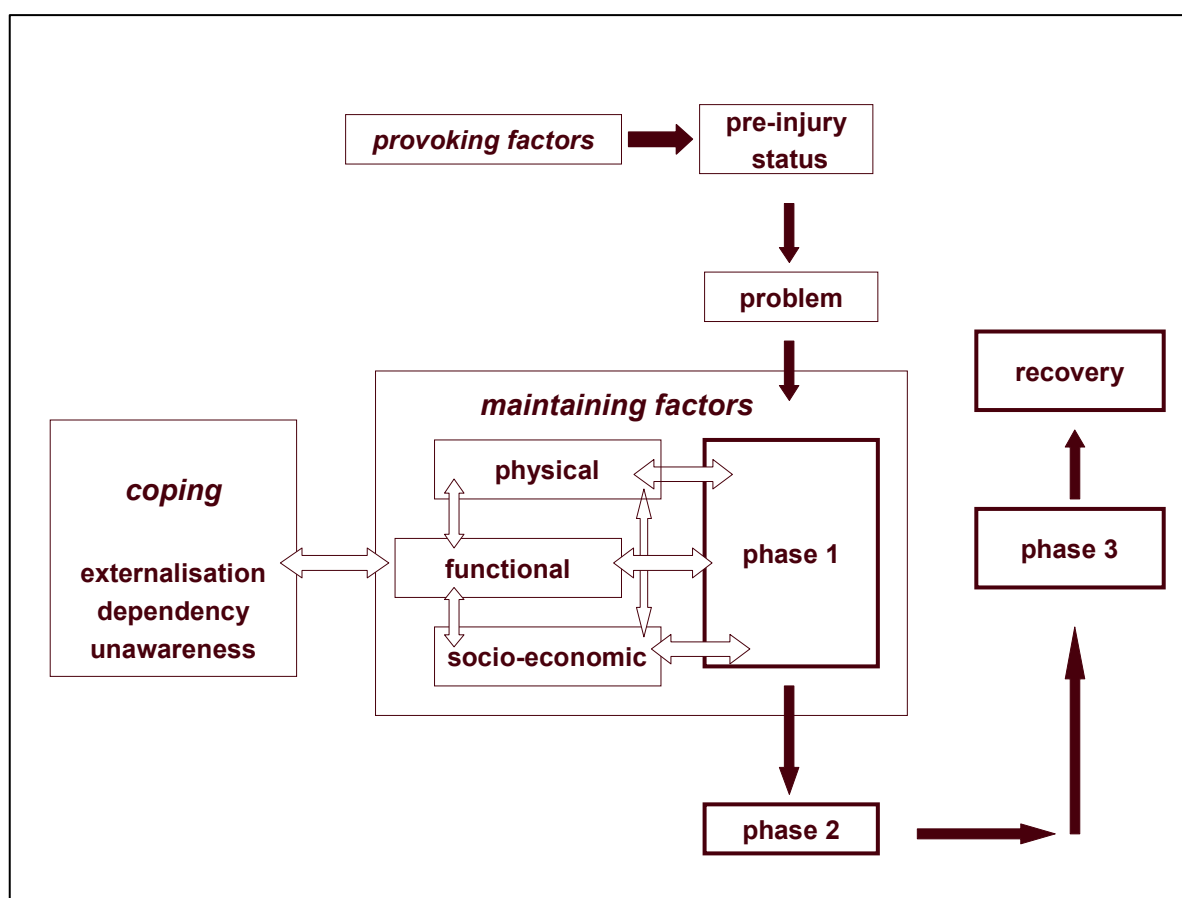 provoking factors
pre-injury
status
problem
recovery
maintaining factors
physical
coping
phase 1
phase 3
functional
externalisation
dependency
unawareness
socio-economic
phase 2